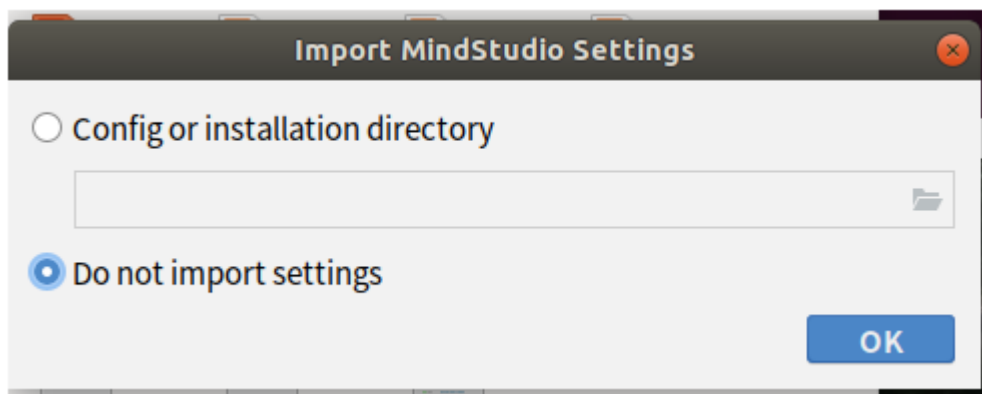 Import MindStudio Settings
Config or installation directory
Do not import settings
OK